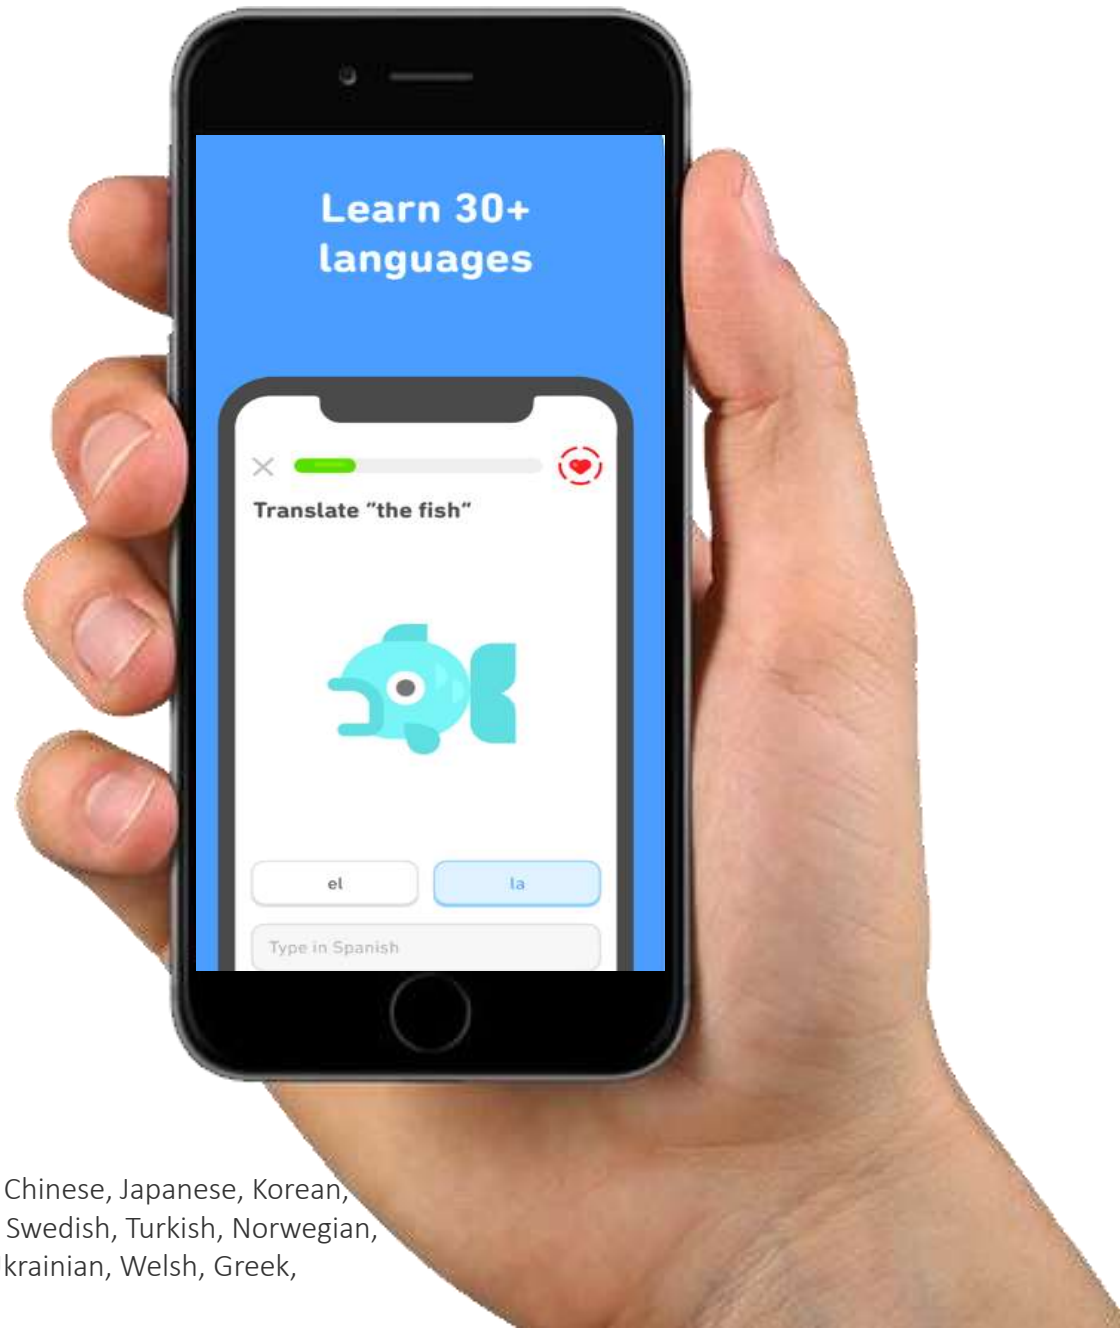 Learn 30+
languages
Translate “the fish”
el la
Type in Spanish
Chinese, Japanese, Korean,
Swedish, Turkish, Norwegian,
krainian, Welsh, Greek,